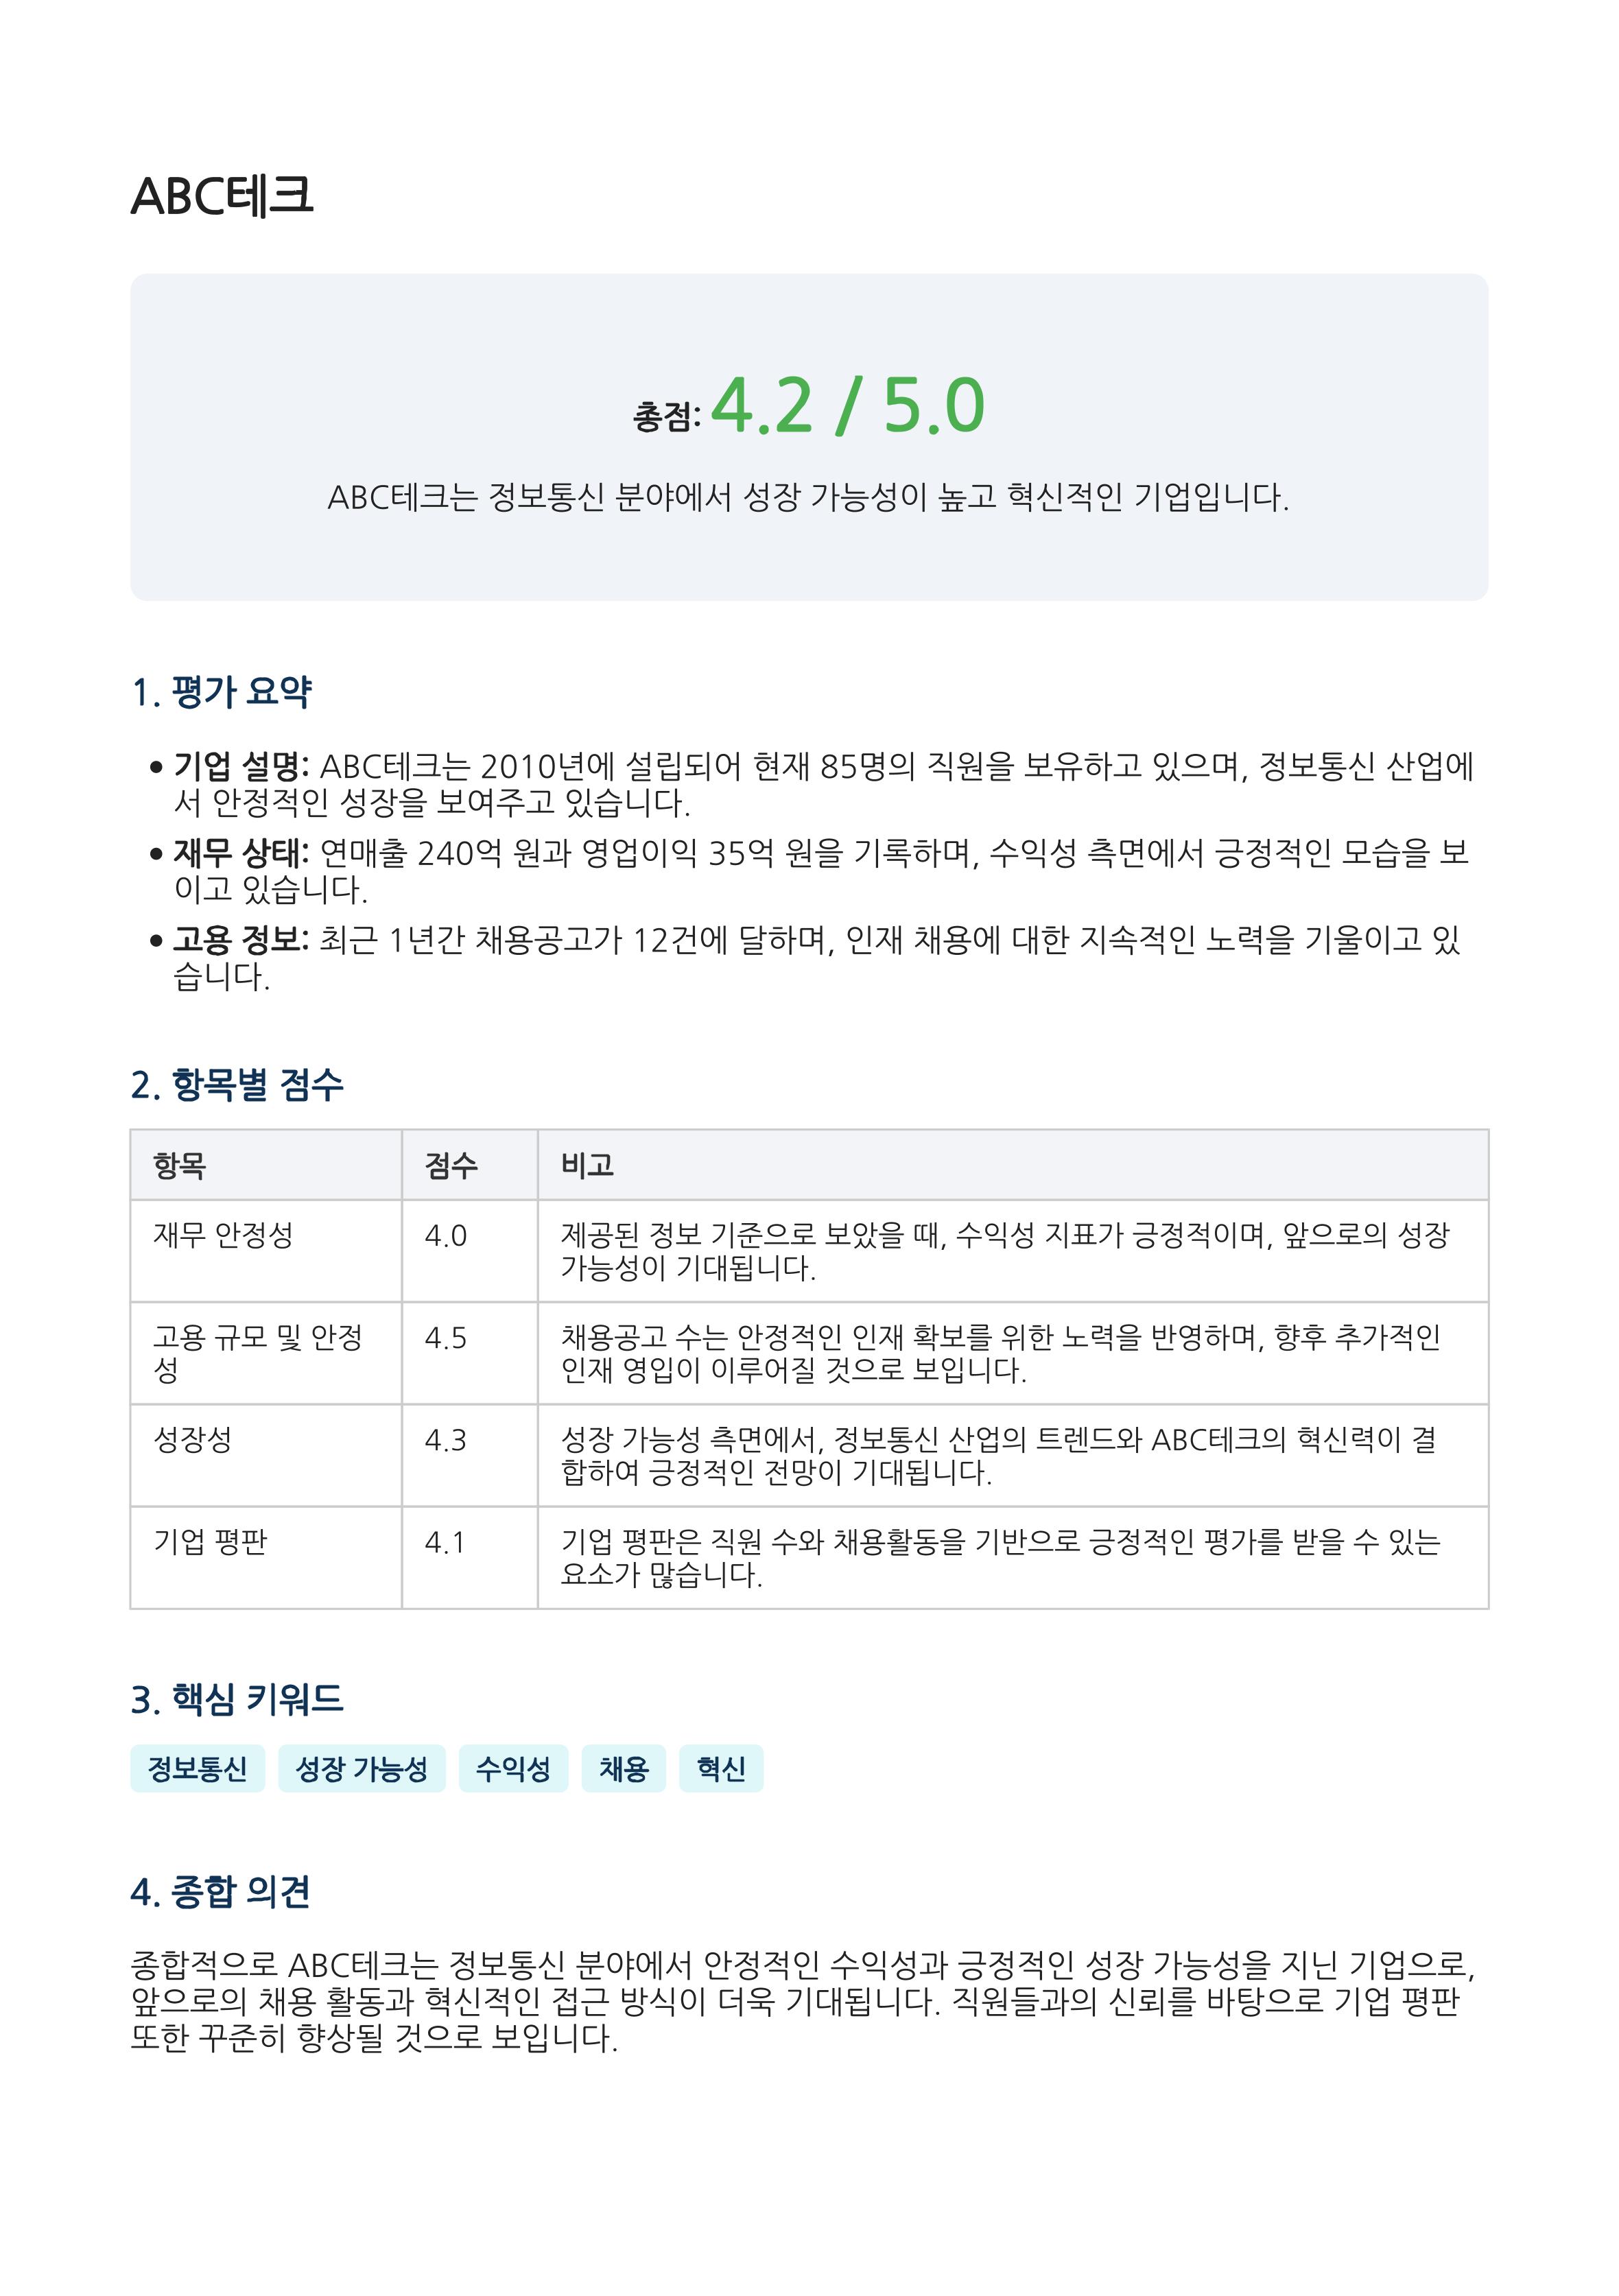 ABC테크
총점: 4.2 / 5.0
ABC테크는 정보통신 분야에서 성장 가능성이 높고 혁신적인 기업입니다.
1. 평가 요약
• 기업 설명: ABC테크는 2010년에 설립되어 현재 85명의 직원을 보유하고 있으며, 정보통신 산업에
서 안정적인 성장을 보여주고 있습니다.
• 재무 상태: 연매출 240억 원과 영업이익 35억 원을 기록하며, 수익성 측면에서 긍정적인 모습을 보
이고 있습니다.
• 고용 정보: 최근 1년간 채용공고가 12건에 달하며, 인재 채용에 대한 지속적인 노력을 기울이고 있
습니다.
2. 항목별 점수
항목 점수 비고
재무 안정성 4.0 제공된 정보 기준으로 보았을 때, 수익성 지표가 긍정적이며, 앞으로의 성장
가능성이 기대됩니다.
고용 규모 및 안정 4.5 채용공고 수는 안정적인 인재 확보를 위한 노력을 반영하며, 향후 추가적인
성 인재 영입이 이루어질 것으로 보입니다.
성장성 4.3 성장 가능성 측면에서, 정보통신 산업의 트렌드와 ABC테크의 혁신력이 결
합하여 긍정적인 전망이 기대됩니다.
기업 평판 4.1 기업 평판은 직원 수와 채용활동을 기반으로 긍정적인 평가를 받을 수 있는
요소가 많습니다.
3. 핵심 키워드
정보통신 성장 가능성 수익성 채용 혁신
4. 종합 의견
종합적으로 ABC테크는 정보통신 분야에서 안정적인 수익성과 긍정적인 성장 가능성을 지닌 기업으로,
앞으로의 채용 활동과 혁신적인 접근 방식이 더욱 기대됩니다. 직원들과의 신뢰를 바탕으로 기업 평판
또한 꾸준히 향상될 것으로 보입니다.